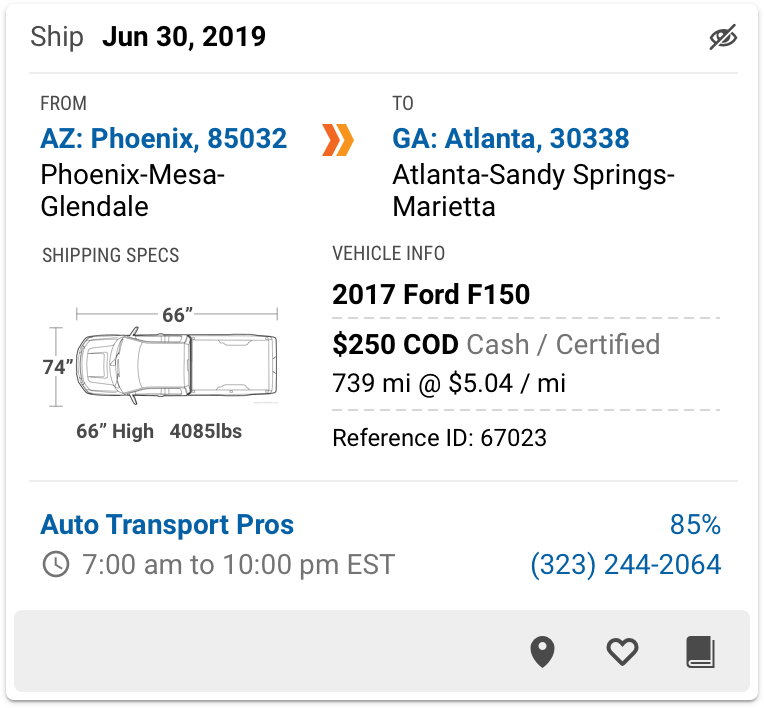 Ship Jun 30, 2019
FROM
AZ: Phoenix, 85032
Phoenix-Mesa-
Glendale
TO
GA: Atlanta, 30338
Atlanta-Sandy Springs-
Marietta
SHIPPING SPECS
66”
74”
66” High 4085lbs
VEHICLE INFO
2017 Ford F150
$250 COD Cash / Certified
739 mi @ $5.04 / mi
Reference ID: 67023
Auto Transport Pros
85%
7:00 am to 10:00 pm EST
(323) 244-2064